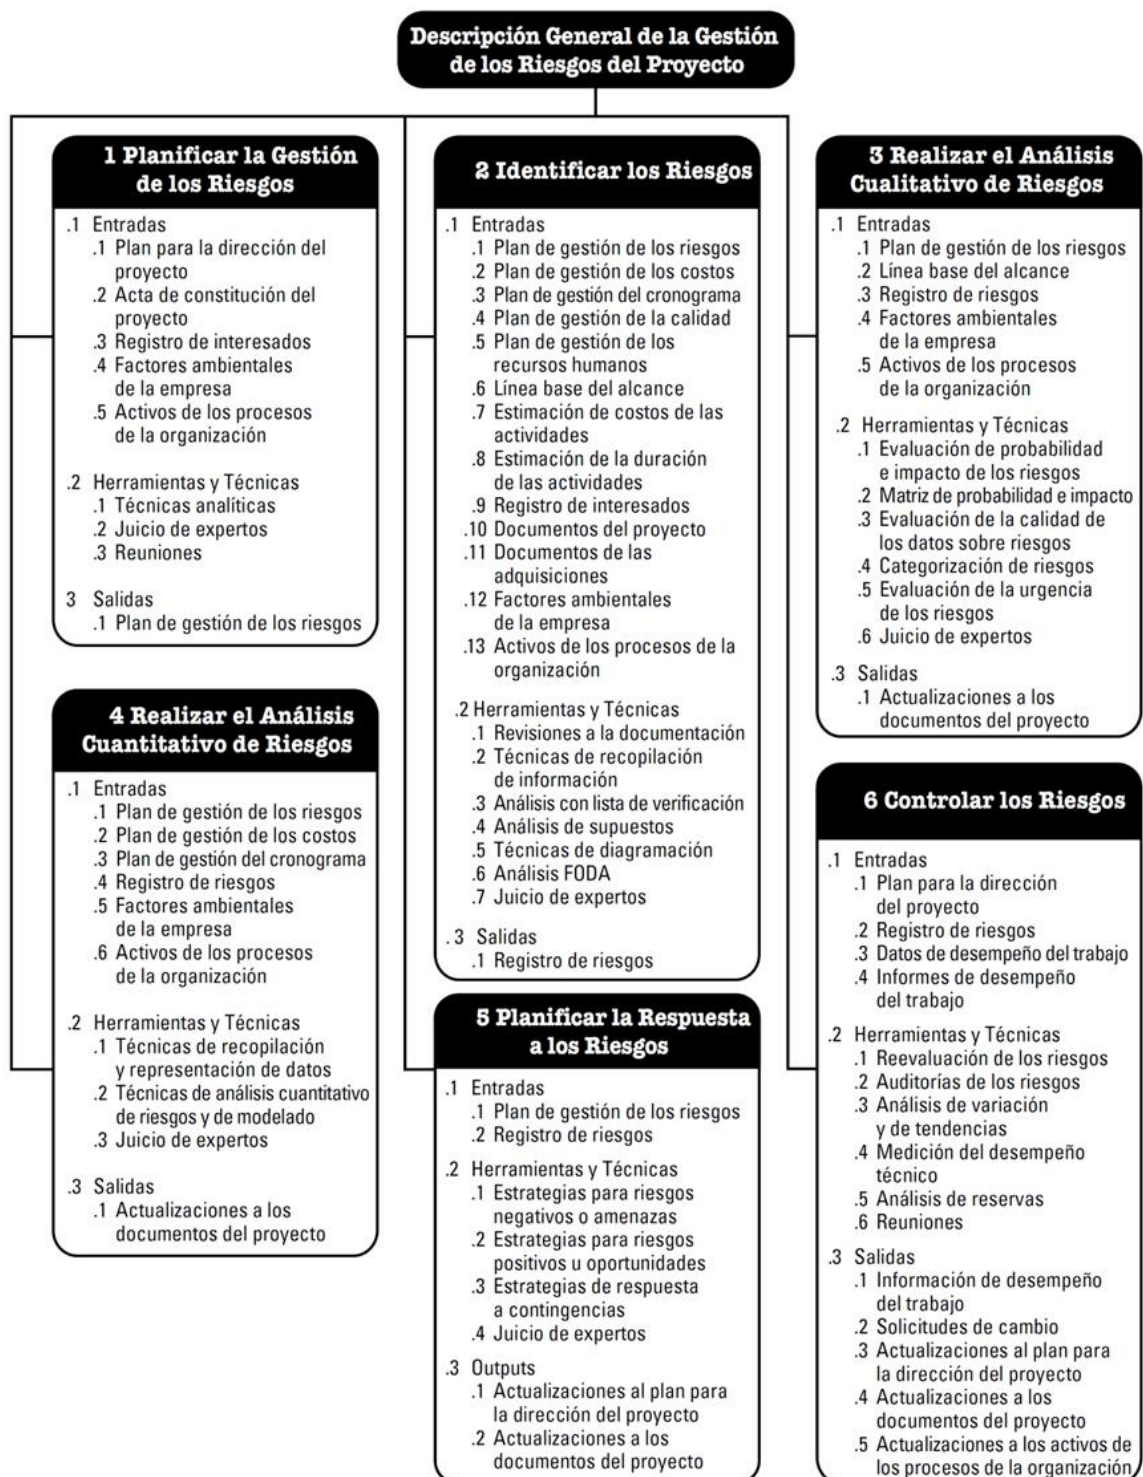 Descripción General de la Gestión
de los Riesgos del Proyecto
1 Planificar la Gestión
de los Riesgos
.1 Entradas
.1 Plan para la dirección del
proyecto
.2 Acta de constitución del
proyecto
.3 Registro de interesados
.4 Factores ambientales
de la empresa
.5 Activos de los procesos
de la organización
.2 Herramientas y Técnicas
.1 Técnicas analíticas
.2 Juicio de expertos
.3 Reuniones
3 Salidas
.1 Plan de gestión de los riesgos
2 Identificar los Riesgos
.1 Entradas
.1 Plan de gestión de los riesgos
.2 Plan de gestión de los costos
.3 Plan de gestión del cronograma
.4 Plan de gestión de la calidad
.5 Plan de gestión de los
recursos humanos
.6 Línea base del alcance
.7 Estimación de costos de las
actividades
.8 Estimación de la duración
de las actividades
.9 Registro de interesados
.10 Documentos del proyecto
.11 Documentos de las
adquisiciones
.12 Factores ambientales
de la empresa
.13 Activos de los procesos de la
organización
.2 Herramientas y Técnicas
.1 Revisiones a la documentación
.2 Técnicas de recopilación
de información
.3 Análisis con lista de verificación
.4 Análisis de supuestos
.5 Técnicas de diagramación
.6 Análisis FODA
.7 Juicio de expertos
. 3 Salidas
.1 Registro de riesgos
3 Realizar el Análisis
Cualitativo de Riesgos
.1 Entradas
.1 Plan de gestión de los riesgos
.2 Línea base del alcance
.3 Registro de riesgos
.4 Factores ambientales
de la empresa
.5 Activos de los procesos
de la organización
.2 Herramientas y Técnicas
.1 Evaluación de probabilidad
e impacto de los riesgos
.2 Matriz de probabilidad e impacto
.3 Evaluación de la calidad de
los datos sobre riesgos
.4 Categorización de riesgos
.5 Evaluación de la urgencia
de los riesgos
.6 Juicio de expertos
.3 Salidas
.1 Actualizaciones a los
documentos del proyecto
4 Realizar el Análisis
Cuantitativo de Riesgos
.1 Entradas
.1 Plan de gestión de los riesgos
.2 Plan de gestión de los costos
.3 Plan de gestión del cronograma
.4 Registro de riesgos
.5 Factores ambientales
de la empresa
.6 Activos de los procesos
de la organización
.2 Herramientas y Técnicas
.1 Técnicas de recopilación
y representación de datos
.2 Técnicas de análisis cuantitativo
de riesgos y de modelado
.3 Juicio de expertos
.3 Salidas
.1 Actualizaciones a los
documentos del proyecto
5 Planificar la Respuesta
a los Riesgos
.1 Entradas
.1 Plan de gestión de los riesgos
.2 Registro de riesgos
.2 Herramientas y Técnicas
.1 Estrategias para riesgos
negativos o amenazas
.2 Estrategias para riesgos
positivos u oportunidades
.3 Estrategias de respuesta
a contingencias
.4 Juicio de expertos
.3 Outputs
.1 Actualizaciones al plan para
la dirección del proyecto
.2 Actualizaciones a los
documentos del proyecto
6 Controlar los Riesgos
.1 Entradas
.1 Plan para la dirección
del proyecto
.2 Registro de riesgos
.3 Datos de desempeño del trabajo
.4 Informes de desempeño
del trabajo
.2 Herramientas y Técnicas
.1 Reevaluación de los riesgos
.2 Auditorías de los riesgos
.3 Análisis de variación
y de tendencias
.4 Medición del desempeño
técnico
.5 Análisis de reservas
.6 Reuniones
.3 Salidas
.1 Información de desempeño
del trabajo
.2 Solicitudes de cambio
.3 Actualizaciones al plan para
la dirección del proyecto
.4 Actualizaciones a los
documentos del proyecto
.5 Actualizaciones a los activos de
los procesos de la organización